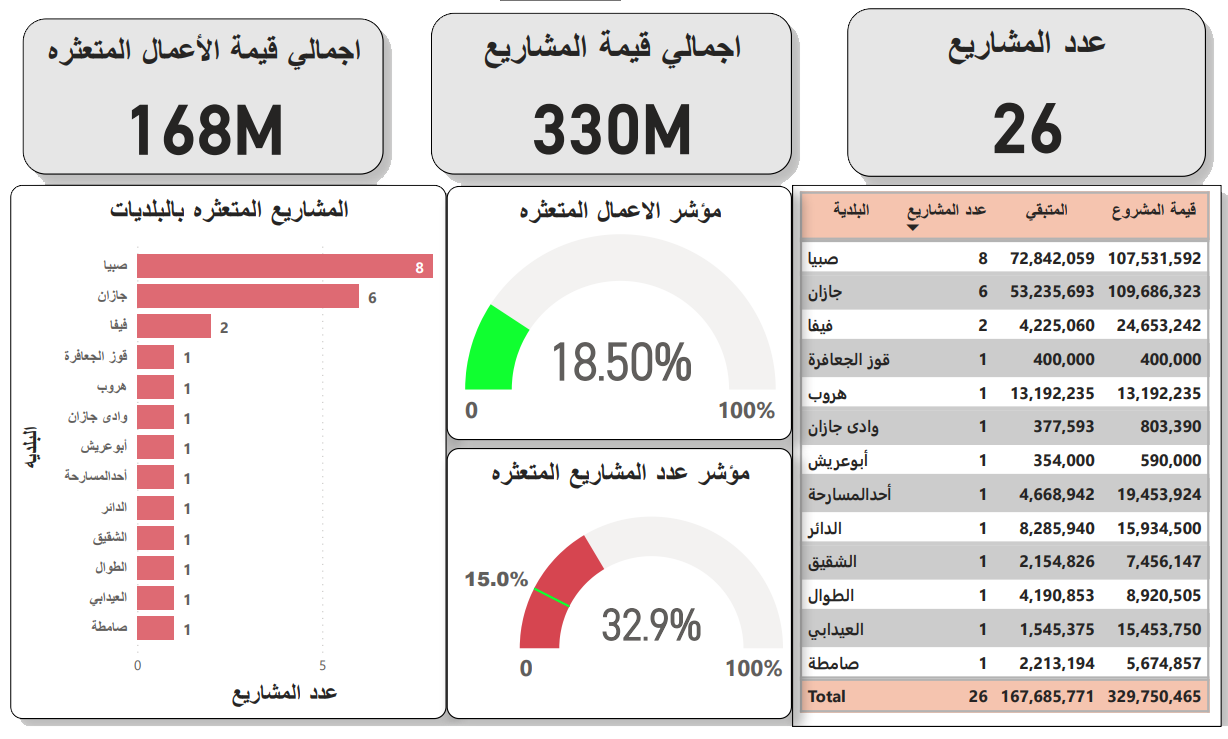 عدد المشاريع
26
اجمالي قيمة المشاريع
330M
اجمالي قيمة الأعمال المتعثره
168M
المشاريع المتعثره بالبلديات
البلديه
صبيا 8
جازان 6
فيفا 2
قوز الجعافرة 1
هروب 1
وادى جازان 1
أبوعريش 1
أحدالمسارحة 1
الدائر 1
الشقيق 1
الطوال 1
العيدابي 1
صامطة 1
0 5
عدد المشاريع
مؤشر الاعمال المتعثره
18.50%
0 100%
مؤشر عدد المشاريع المتعثره
15.0%
32.9%
0 100%
البلدية عدد المشاريع المتبقي قيمة المشروع
صبيا 8 72,842,059 107,531,592
جازان 6 53,235,693 109,686,323
فيفا 2 4,225,060 24,653,242
قوز الجعافرة 1 400,000 400,000
هروب 1 13,192,235 13,192,235
وادى جازان 1 377,593 803,390
أبوعريش 1 354,000 590,000
أحدالمسارحة 1 4,668,942 19,453,924
الدائر 1 8,285,940 15,934,500
الشقيق 1 2,154,826 7,456,147
الطوال 1 4,190,853 8,920,505
العيدابي 1 1,545,375 15,453,750
صامطة 1 2,213,194 5,674,857
Total 26 167,685,771 329,750,465